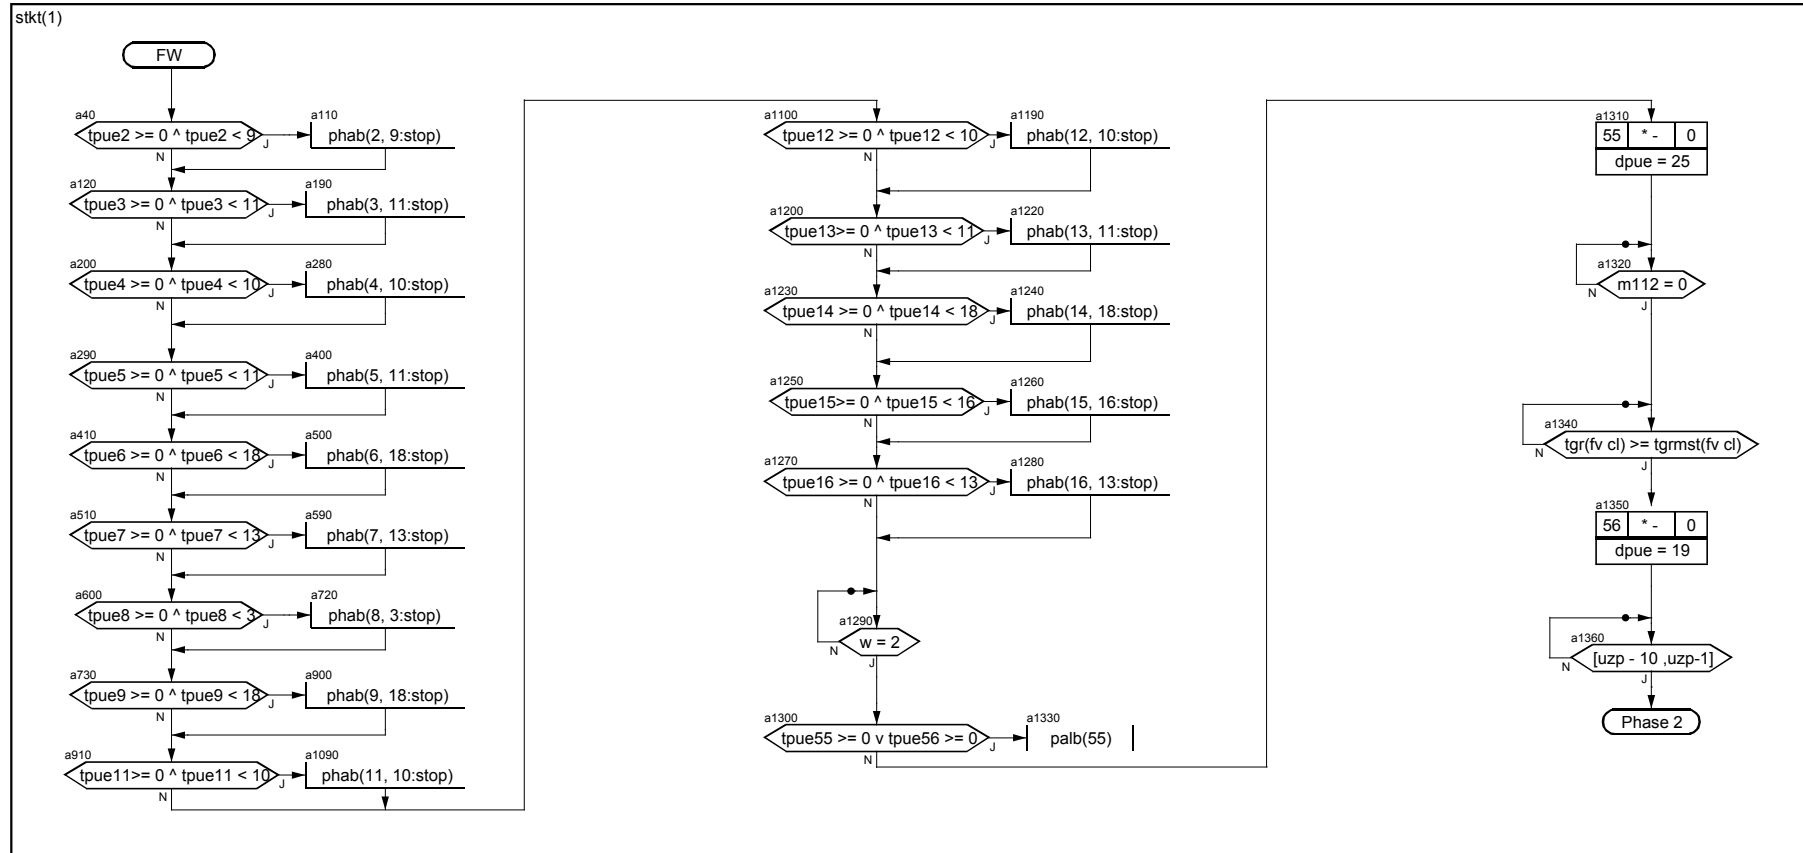 stkt(1)
FW
a40
tpue2 >= 0 ^ tpue2 < 9
J
N
a110
phab(2, 9:stop)
a120
tpue3 >= 0 ^ tpue3 < 11
J
N
a190
phab(3, 11:stop)
a200
tpue4 >= 0 ^ tpue4 < 10
J
N
a280
phab(4, 10:stop)
a290
tpue5 >= 0 ^ tpue5 < 11
J
N
a400
phab(5, 11:stop)
a410
tpue6 >= 0 ^ tpue6 < 18
J
N
a500
phab(6, 18:stop)
a510
tpue7 >= 0 ^ tpue7 < 13
J
N
a590
phab(7, 13:stop)
a600
tpue8 >= 0 ^ tpue8 < 3
J
N
a720
phab(8, 3:stop)
a730
tpue9 >= 0 ^ tpue9 < 18
J
N
a900
phab(9, 18:stop)
a910
tpue11>= 0 ^ tpue11 < 10
J
N
a1090
phab(11, 10:stop)
a1100
tpue12 >= 0 ^ tpue12 < 10
J
N
a1190
phab(12, 10:stop)
a1200
tpue13>= 0 ^ tpue13 < 11
J
N
a1220
phab(13, 11:stop)
a1230
tpue14 >= 0 ^ tpue14 < 18
J
N
a1240
phab(14, 18:stop)
a1250
tpue15>= 0 ^ tpue15 < 16
J
N
a1260
phab(15, 16:stop)
a1270
tpue16 >= 0 ^ tpue16 < 13
J
N
a1280
phab(16, 13:stop)
a1290
w = 2
N
J
a1300
tpue55 >= 0 v tpue56 >= 0
J
N
a1330
palb(55)
a1310
55 * - 0
dpue = 25
a1320
m112 = 0
N
J
a1340
tgr(fv cl) >= tgrmst(fv cl)
N
J
a1350
56 * - 0
dpue = 19
a1360
[uzp - 10 ,uzp-1]
N
J
Phase 2